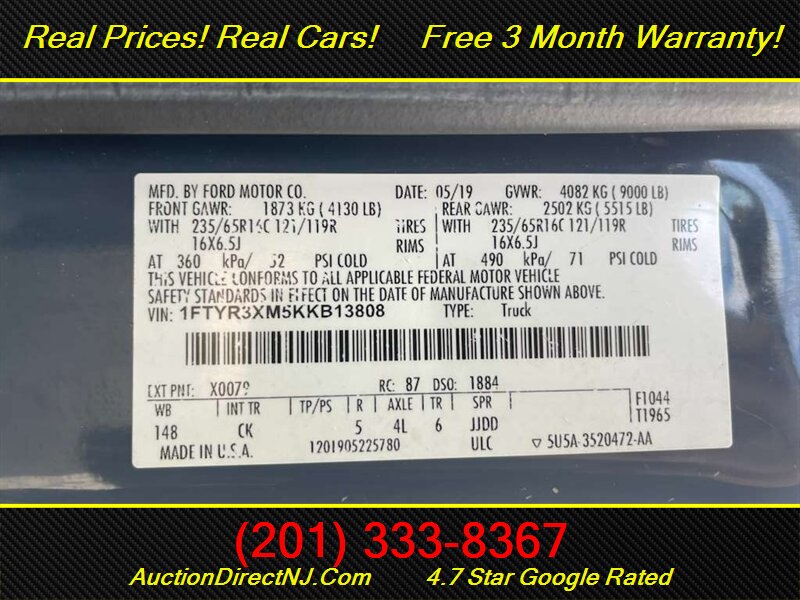 Real Prices! Real Cars! Free 3 Month Warranty!
MFD. BY FORD MOTOR CO. DATE: 05/19 GVWR: 4082 KG ( 9000 LB)
FRONT GAWR: 1873 KG ( 4130 LB) REAR GAWR: 2502 KG ( 5515 LB)
WITH 235/65R16C 121/119R TIRES WITH 235/65R16C 121/119R TIRES
16X6.5J RIMS 16X6.5J RIMS
AT 360 kPa/ 52 PSI COLD AT 490 kPa/ 71 PSI COLD
THIS VEHICLE CONFORMS TO ALL APPLICABLE FEDERAL MOTOR VEHICLE
SAFETY STANDARDS IN EFFECT ON THE DATE OF MANUFACTURE SHOWN ABOVE.
VIN: 1FTYR3XM5KKB13808 TYPE: Truck
EXT PNT: X0079 RC: 87 DSO: 1884
WB INT TR TP/PS R AXLE TR SPR F1044
T1965
148 CK 5 4L 6 JJDD
MADE IN U.S.A. 1201905225780 ULC ▽ 5U5A-3520472-AA
(201) 333-8367
AuctionDirectNJ.Com 4.7 Star Google Rated